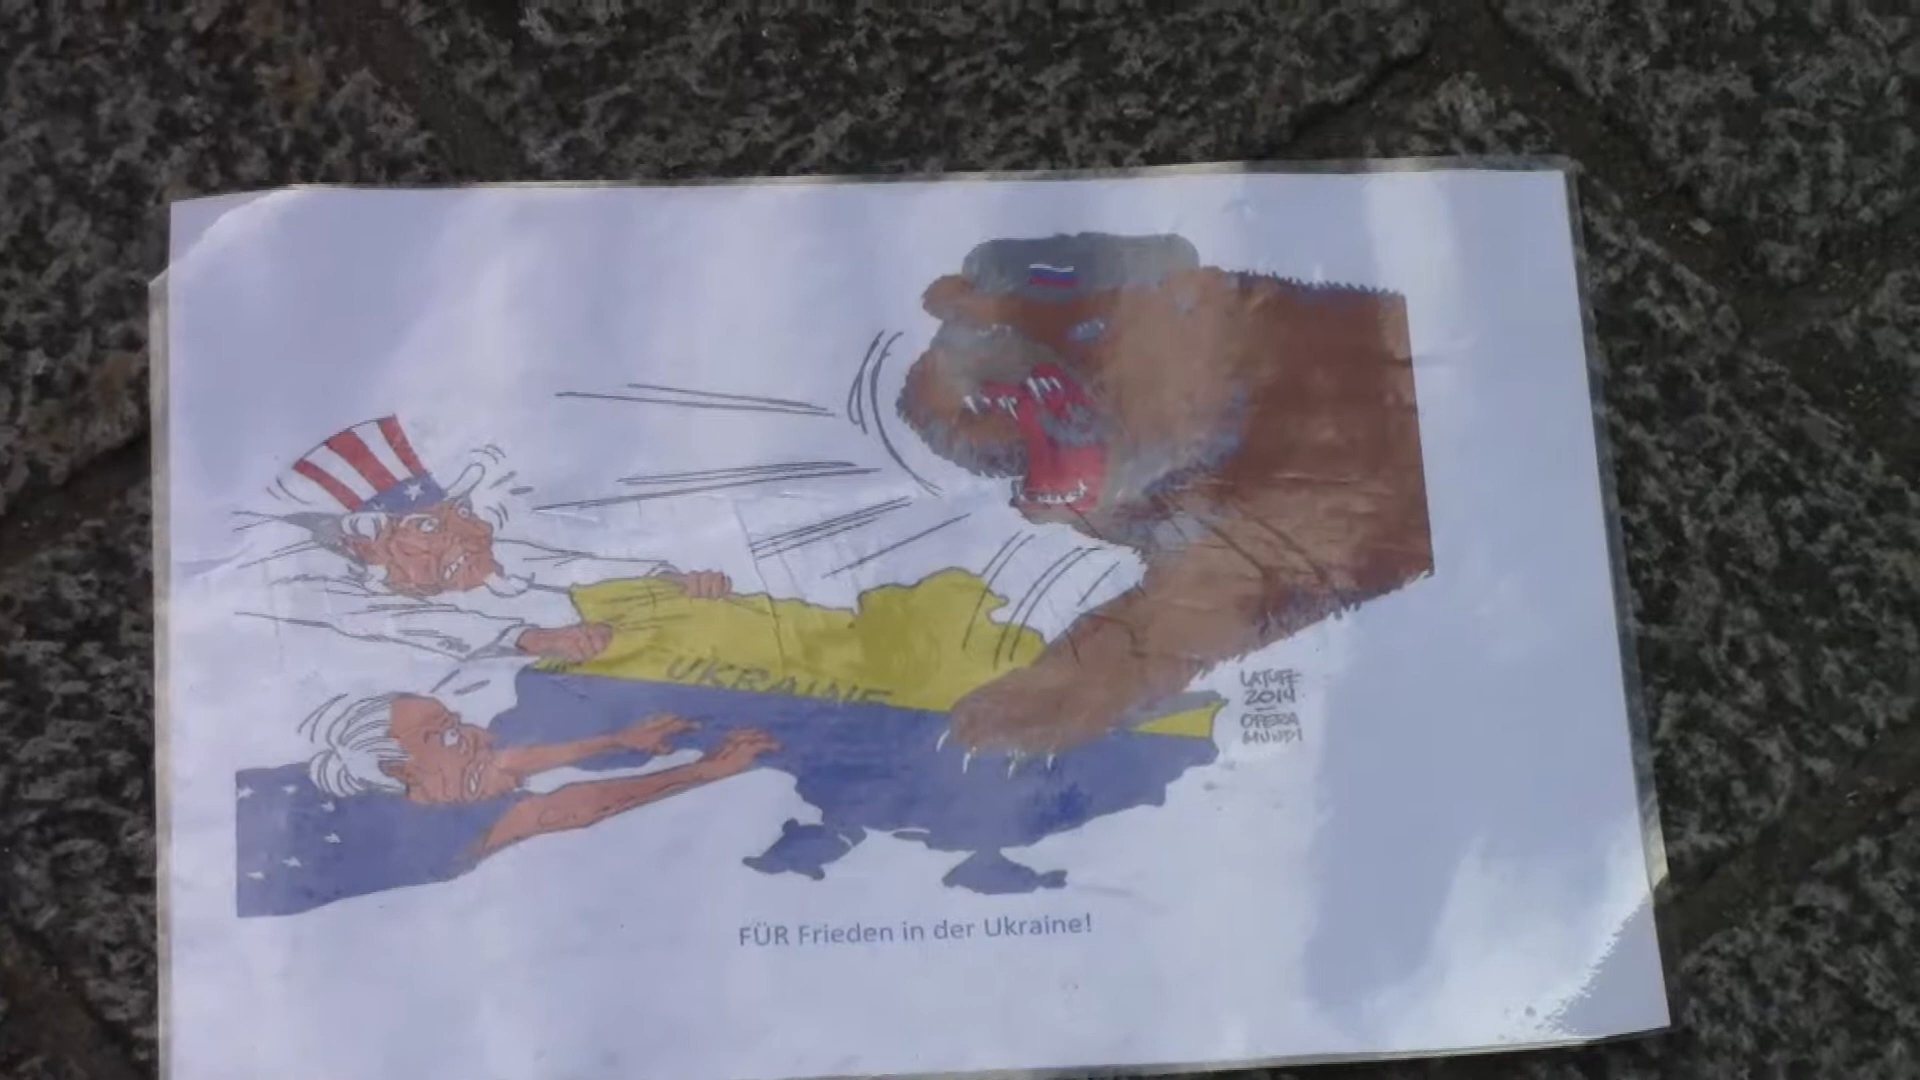 UKRAINE
LATUFF
2014
OPERA
MUNDI
FÜR Frieden in der Ukraine!